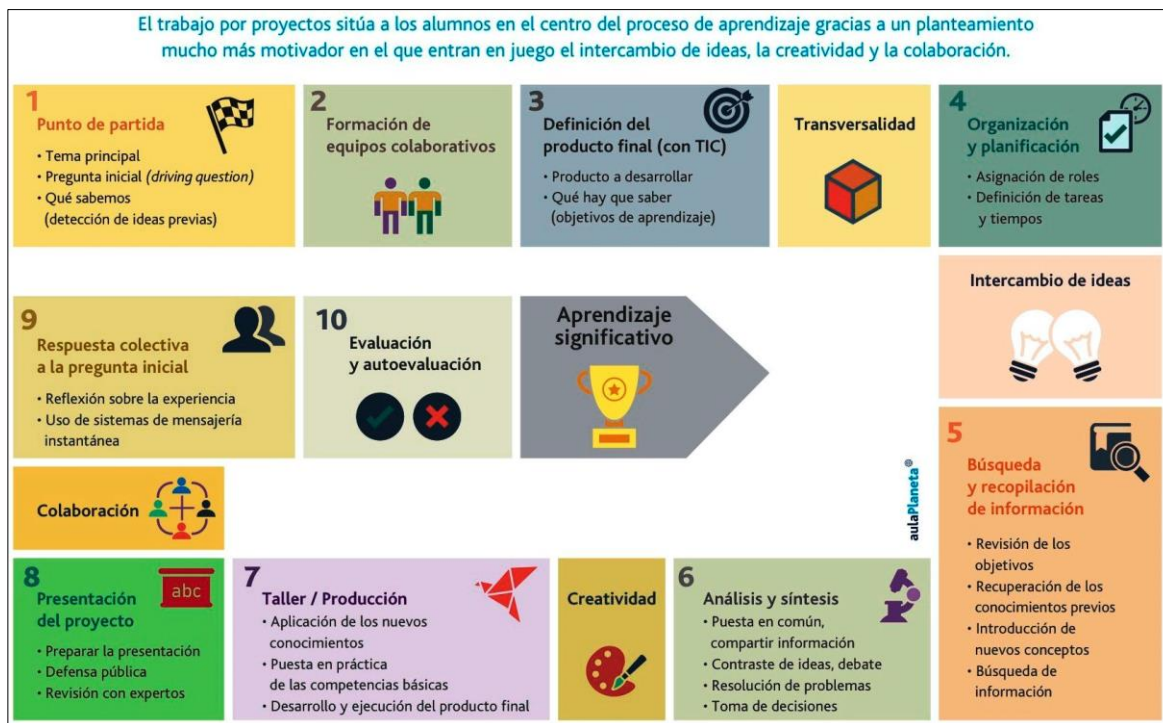 El trabajo por proyectos sitúa a los alumnos en el centro del proceso de aprendizaje gracias a un planteamiento
mucho más motivador en el que entran en juego el intercambio de ideas, la creatividad y la colaboración.
1
Punto de partida
• Tema principal
• Pregunta inicial (driving question)
• Qué sabemos
(detección de ideas previas)
2
Formación de
equipos colaborativos
3
Definición del
producto final (con TIC)
• Producto a desarrollar
• Qué hay que saber
(objetivos de aprendizaje)
Transversalidad
4
Organización
y planificación
• Asignación de roles
• Definición de tareas
y tiempos
Intercambio de ideas
5
Búsqueda
y recopilación
de información
• Revisión de los
objetivos
• Recuperación de los
conocimientos previos
• Introducción de
nuevos conceptos
• Búsqueda de
información
6
Análisis y síntesis
• Puesta en común,
compartir información
• Contraste de ideas, debate
• Resolución de problemas
• Toma de decisiones
Creatividad
7
Taller / Producción
• Aplicación de los nuevos
conocimientos
• Puesta en práctica
de las competencias básicas
• Desarrollo y ejecución del producto final
8
abc
Presentación
del proyecto
• Preparar la presentación
• Defensa pública
• Revisión con expertos
Colaboración
9
Respuesta colectiva
a la pregunta inicial
• Reflexión sobre la experiencia
• Uso de sistemas de mensajería
instantánea
10
Evaluación
y autoevaluación
Aprendizaje
significativo
aulaPlaneta®